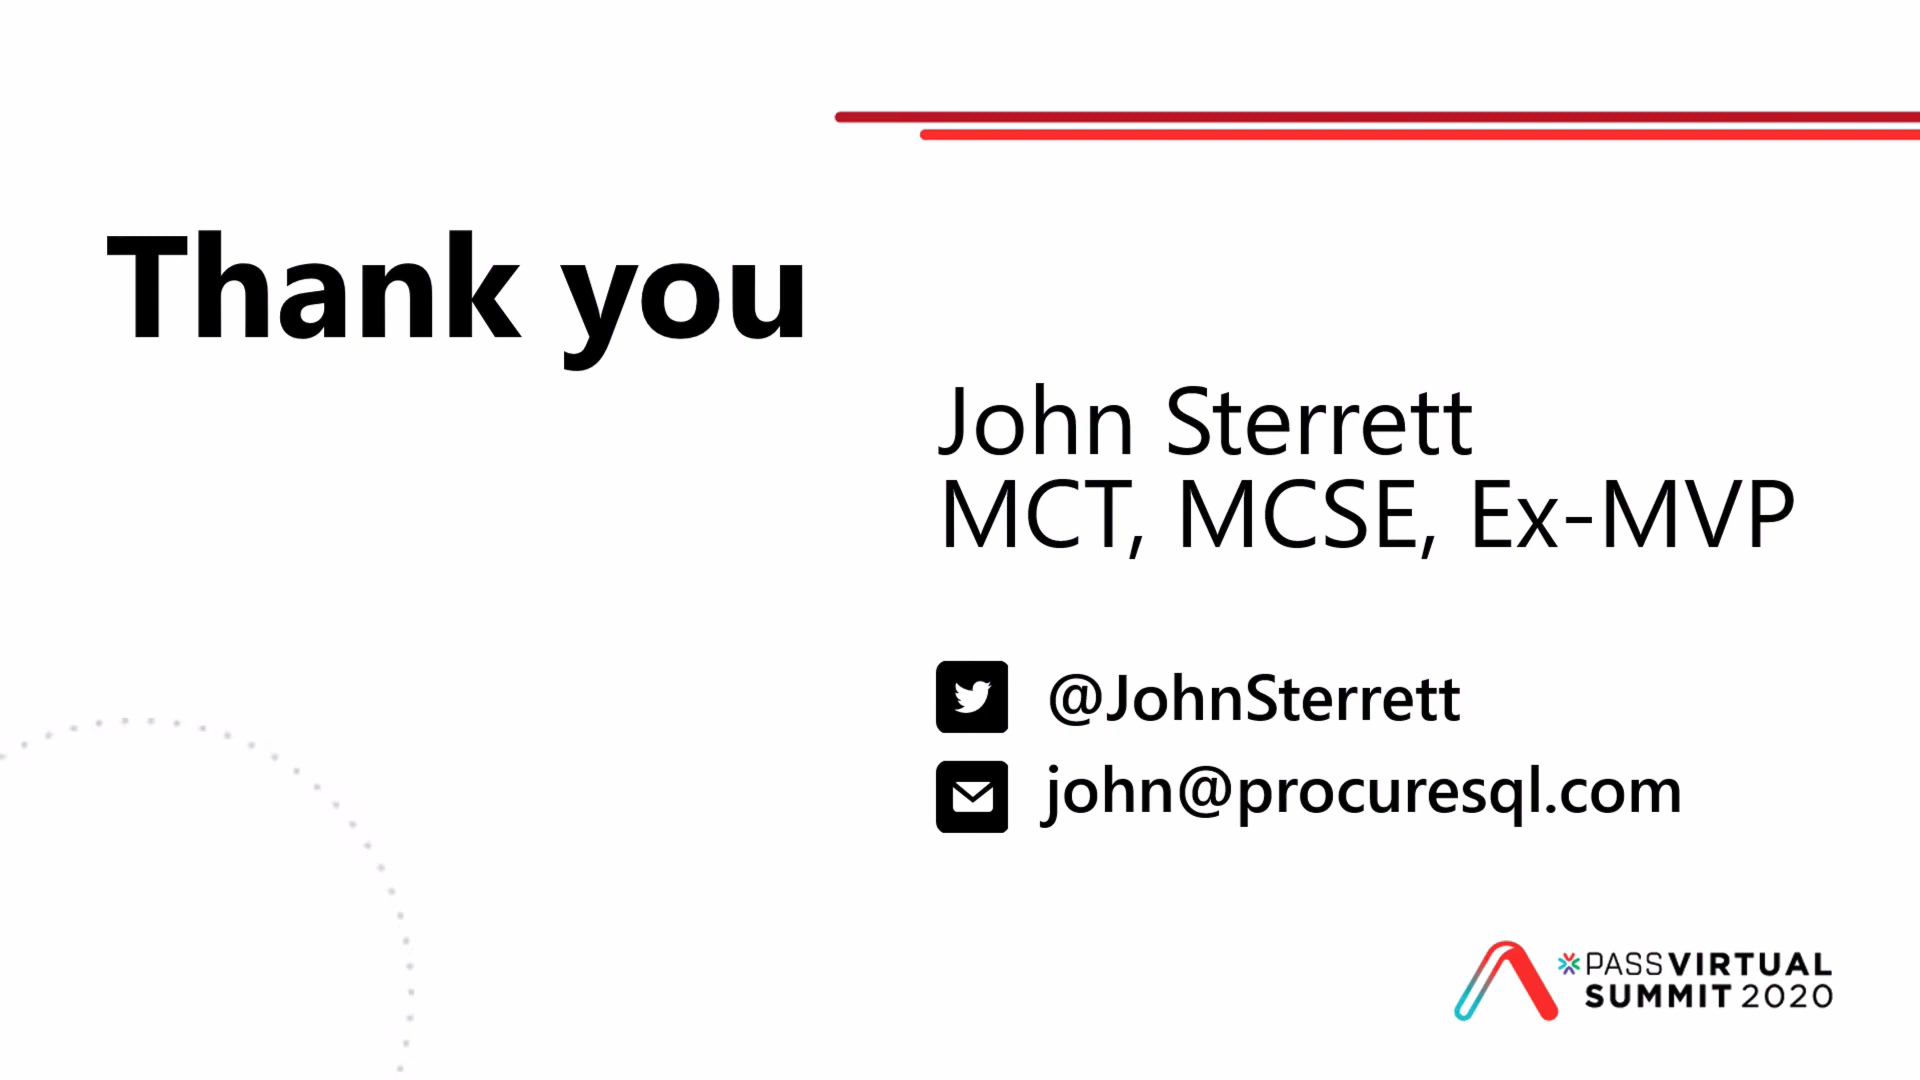 Thank you
John Sterrett
MCT, MCSE, Ex-MVP
@JohnSterrett
john@procuresql.com
PASS VIRTUAL
SUMMIT 2020